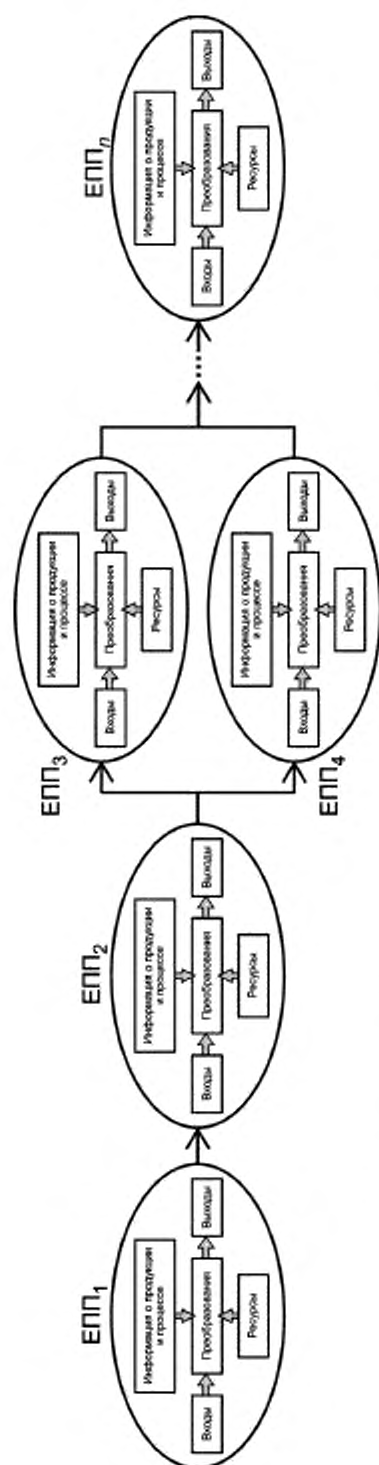 ЕПП1
Информация о продукции
и процессе
Входы
Преобразования
Выходы
Ресурсы
ЕПП2
Информация о продукции
и процессе
Входы
Преобразования
Выходы
Ресурсы
ЕПП3
Информация о продукции
и процессе
Входы
Преобразования
Выходы
Ресурсы
ЕПП4
Информация о продукции
и процессе
Входы
Преобразования
Выходы
Ресурсы
ЕППn
Информация о продукции
и процессе
Входы
Преобразования
Выходы
Ресурсы